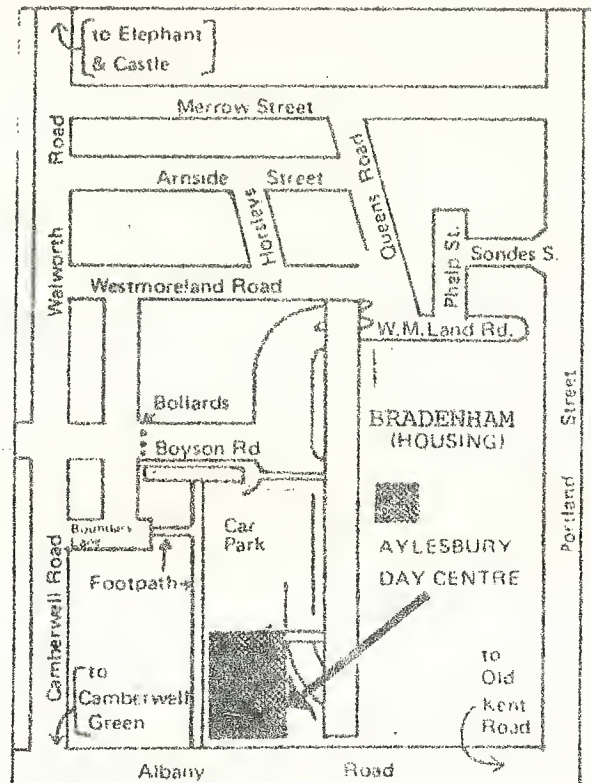 to Elephant
& Castle
Merrow Street
Road
Arnside Street
Horsleys
Queens Road
Phelp St.
Sondes S.
Walworth
Westmoreland Road
W.M.Land Rd.
Bollards
BRADENHAM
(HOUSING)
Street
Boyson Rd
Portland
Boundary
Lane
Car
Park
AYLESBURY
DAY CENTRE
Footpath
Camberwell Road
to
Camberwell
Green
to
Old
Kent
Road
Albany Road